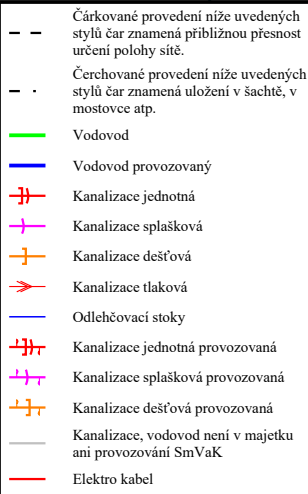 Čárkované provedení níže uvedených
stylů čar znamená přibližnou přesnost
určení polohy sítě.
Čerchované provedení níže uvedených
stylů čar znamená uložení v šachtě, v
mostovce atp.
Vodovod
Vodovod provozovaný
Kanalizace jednotná
Kanalizace splašková
Kanalizace dešťová
Kanalizace tlaková
Odlehčovací stoky
Kanalizace jednotná provozovaná
Kanalizace splašková provozovaná
Kanalizace dešťová provozovaná
Kanalizace, vodovod není v majetku
ani provozování SmVaK
Elektro kabel